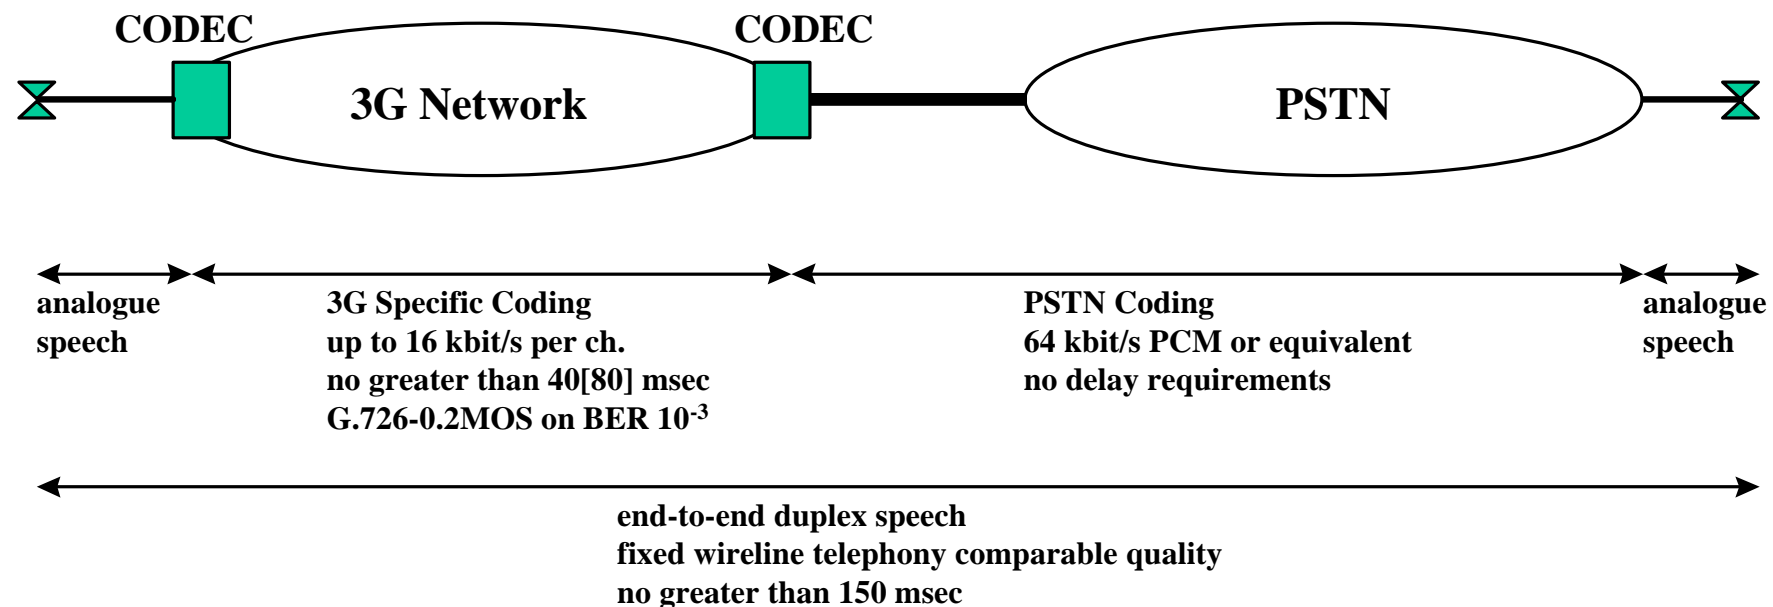 CODEC
CODEC
3G Network
PSTN
analogue
speech
3G Specific Coding
up to 16 kbit/s per ch.
no greater than 40[80] msec
G.726-0.2MOS on BER 10⁻³
PSTN Coding
64 kbit/s PCM or equivalent
no delay requirements
analogue
speech
end-to-end duplex speech
fixed wireline telephony comparable quality
no greater than 150 msec